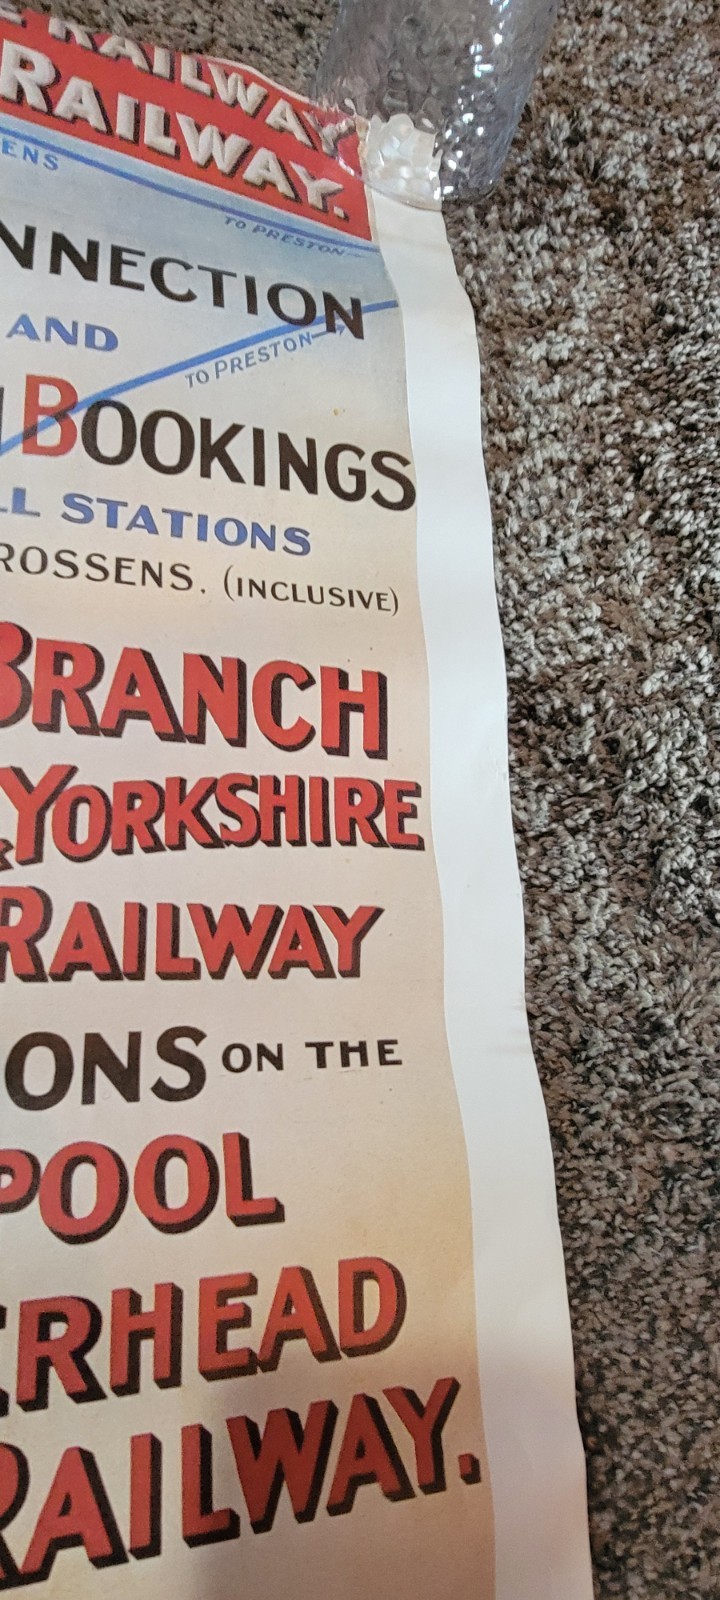 RAILWAY
RAILWAY.
ENS
TO PRESTON
NNECTION
AND
TO PRESTON
BOOKINGS
LL STATIONS
ROSSENS. (INCLUSIVE)
BRANCH
& YORKSHIRE
RAILWAY
ONS ON THE
POOL
ERHEAD
RAILWAY.